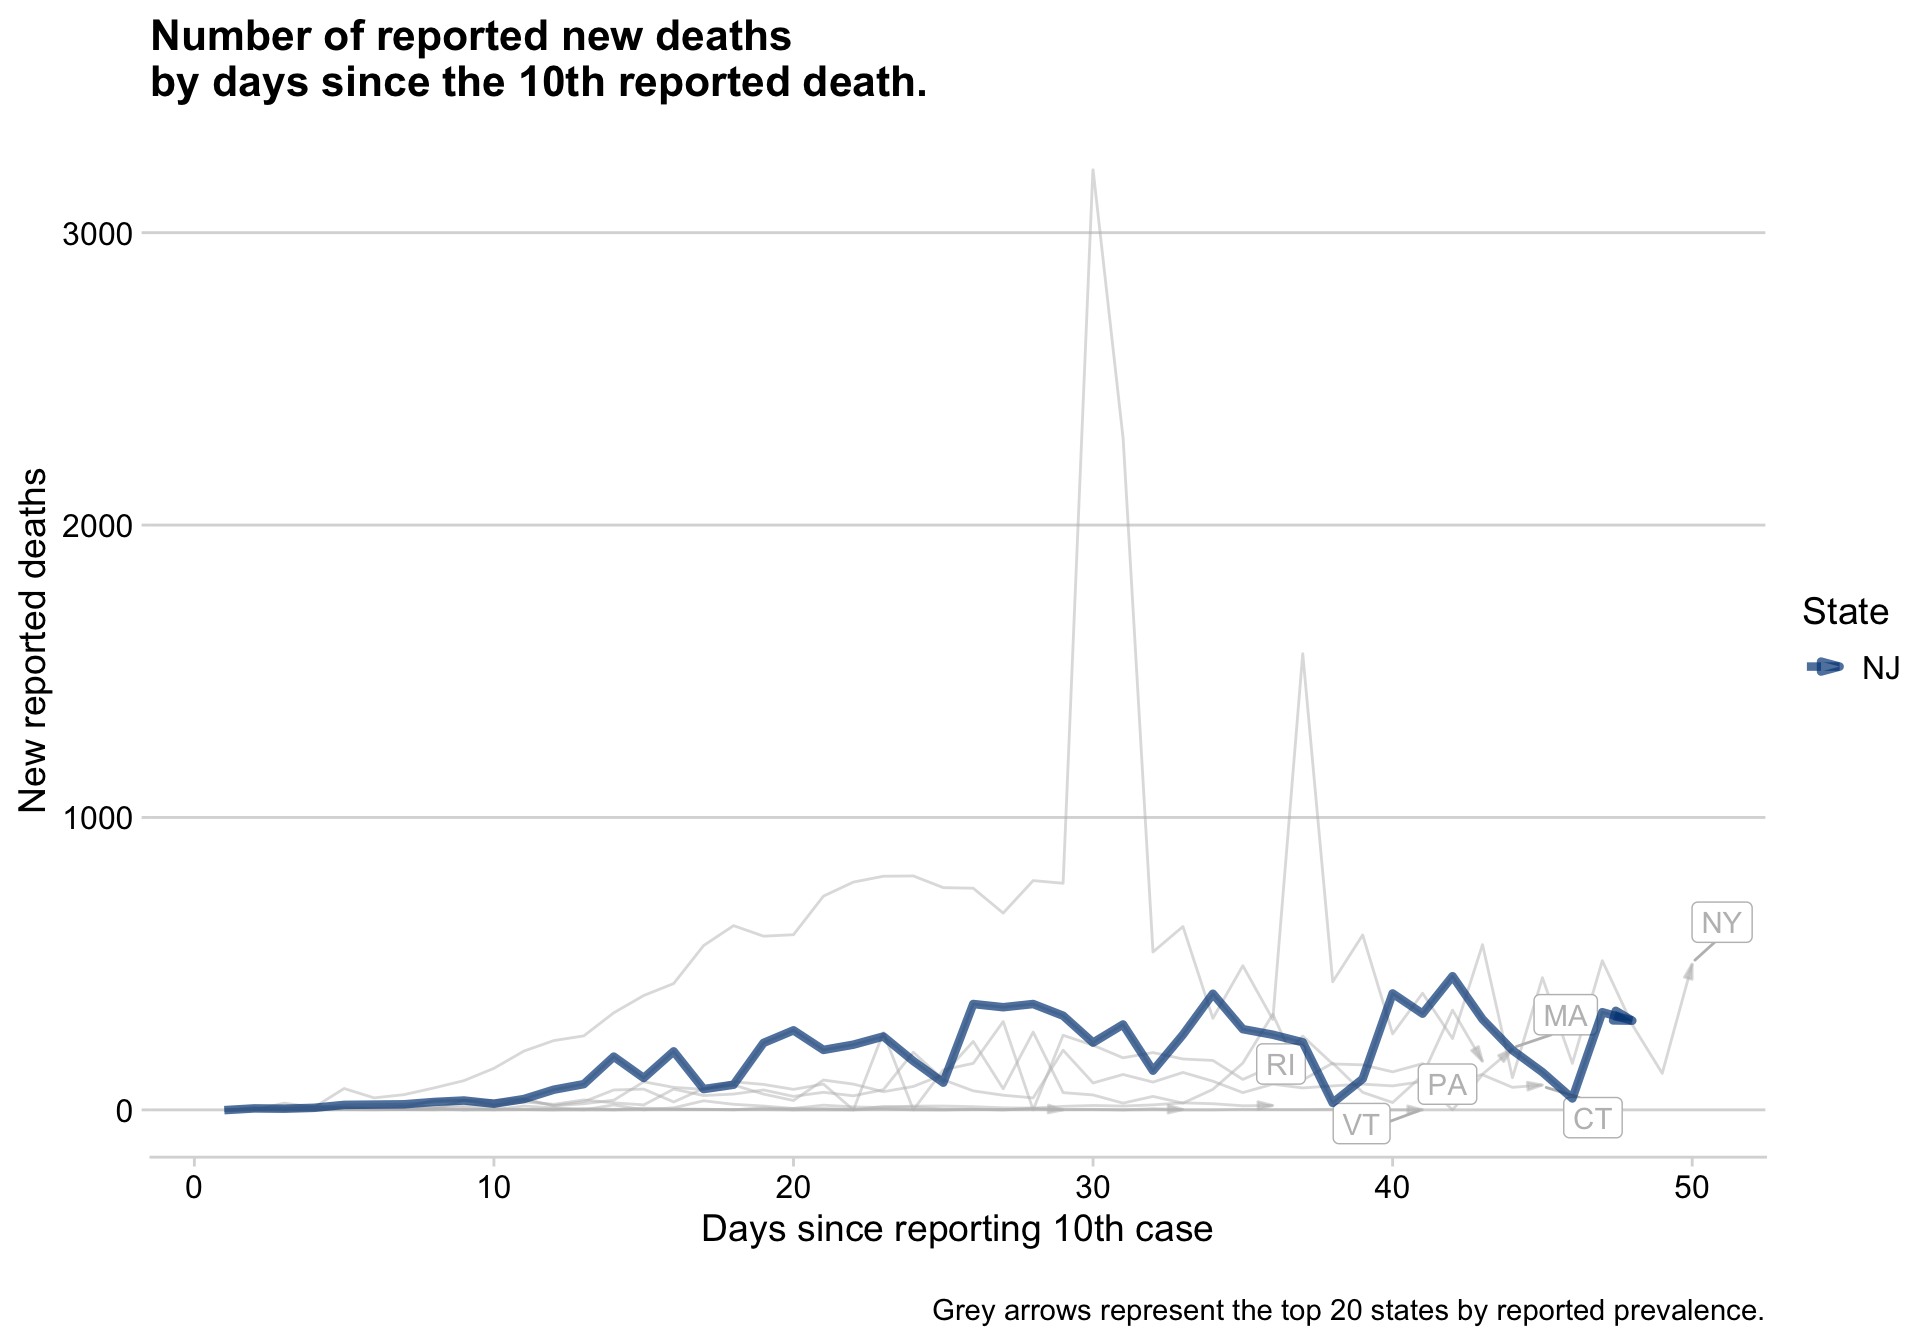 Number of reported new deaths
by days since the 10th reported death.
New reported deaths
3000
2000
1000
0
0 10 20 30 40 50
Days since reporting 10th case
NY
MA
RI
PA
VT
CT
State
NJ
Grey arrows represent the top 20 states by reported prevalence.